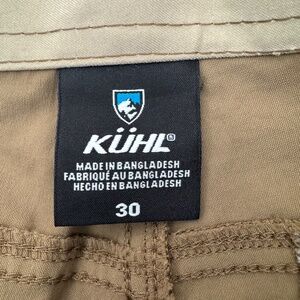 KÜHL®
MADE IN BANGLADESH
FABRIQUÉ AU BANGLADESH
HECHO EN BANGLADESH
30